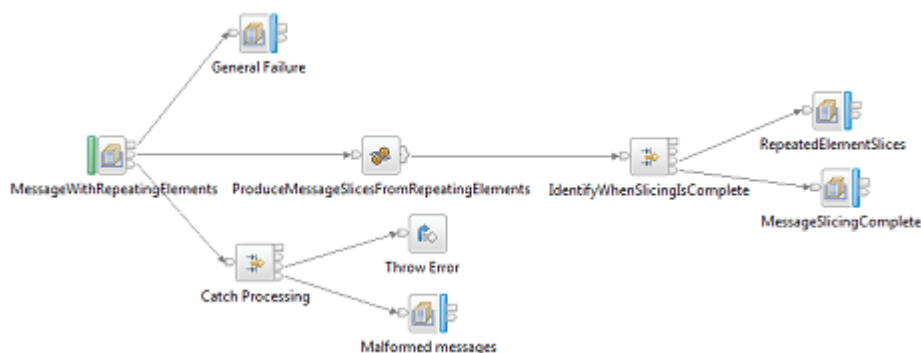 General Failure
MessageWithRepeatingElements
ProduceMessageSlicesFromRepeatingElements
IdentifyWhenSlicingIsComplete
RepeatedElementSlices
MessageSlicingComplete
Catch Processing
Throw Error
Malformed messages